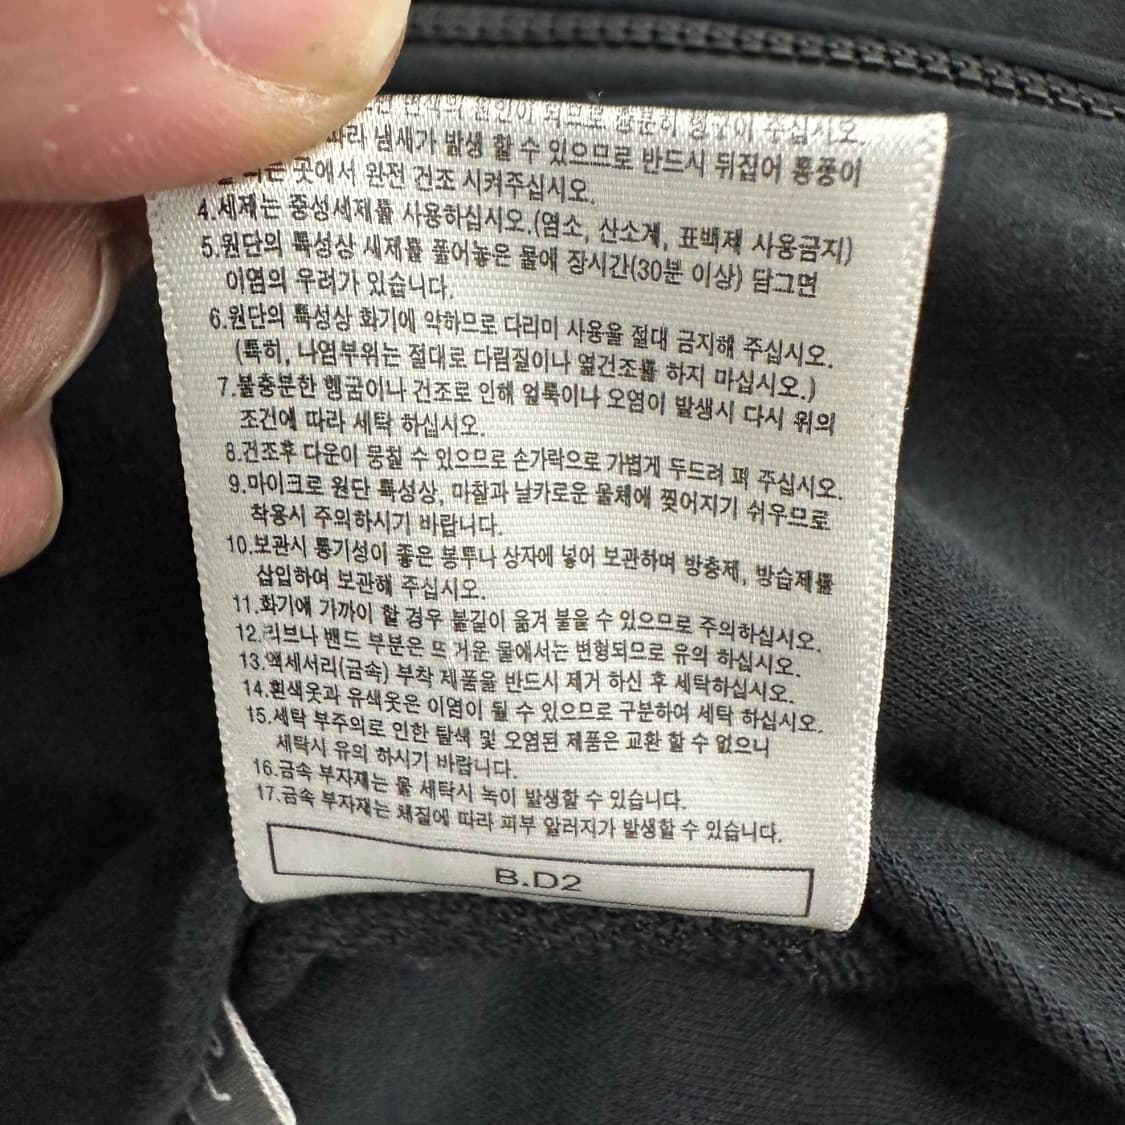 원인이 되므로 충분히 헹궈 주십시오.
따라 냄새가 발생 할 수 있으므로 반드시 뒤집어 통풍이
되는 곳에서 완전 건조 시켜주십시오.
4.세제는 중성세제를 사용하십시오.(염소, 산소계, 표백제 사용금지)
5.원단의 특성상 세제를 풀어놓은 물에 장시간(30분 이상) 담그면
이염의 우려가 있습니다.
6.원단의 특성상 화기에 약하므로 다리미 사용을 절대 금지해 주십시오.
(특히, 나염부위는 절대로 다림질이나 열건조를 하지 마십시오.)
7.불충분한 헹굼이나 건조로 인해 얼룩이나 오염이 발생시 다시 위의
조건에 따라 세탁 하십시오.
8.건조후 다운이 뭉칠 수 있으므로 손가락으로 가볍게 두드려 펴 주십시오.
9.마이크로 원단 특성상, 마찰과 날카로운 물체에 찢어지기 쉬우므로
착용시 주의하시기 바랍니다.
10.보관시 통기성이 좋은 봉투나 상자에 넣어 보관하며 방충제, 방습제를
삽입하여 보관해 주십시오.
11.화기에 가까이 할 경우 불길이 옮겨 붙을 수 있으므로 주의하십시오.
12.리브나 밴드 부분은 뜨거운 물에서는 변형되므로 유의 하십시오.
13.액세서리(금속) 부착 제품을 반드시 제거 하신 후 세탁하십시오.
14.흰색옷과 유색옷은 이염이 될 수 있으므로 구분하여 세탁 하십시오.
15.세탁 부주의로 인한 탈색 및 오염된 제품은 교환 할 수 없으니
세탁시 유의 하시기 바랍니다.
16.금속 부자재는 물 세탁시 녹이 발생할 수 있습니다.
17.금속 부자재는 체질에 따라 피부 알러지가 발생할 수 있습니다.
B.D2